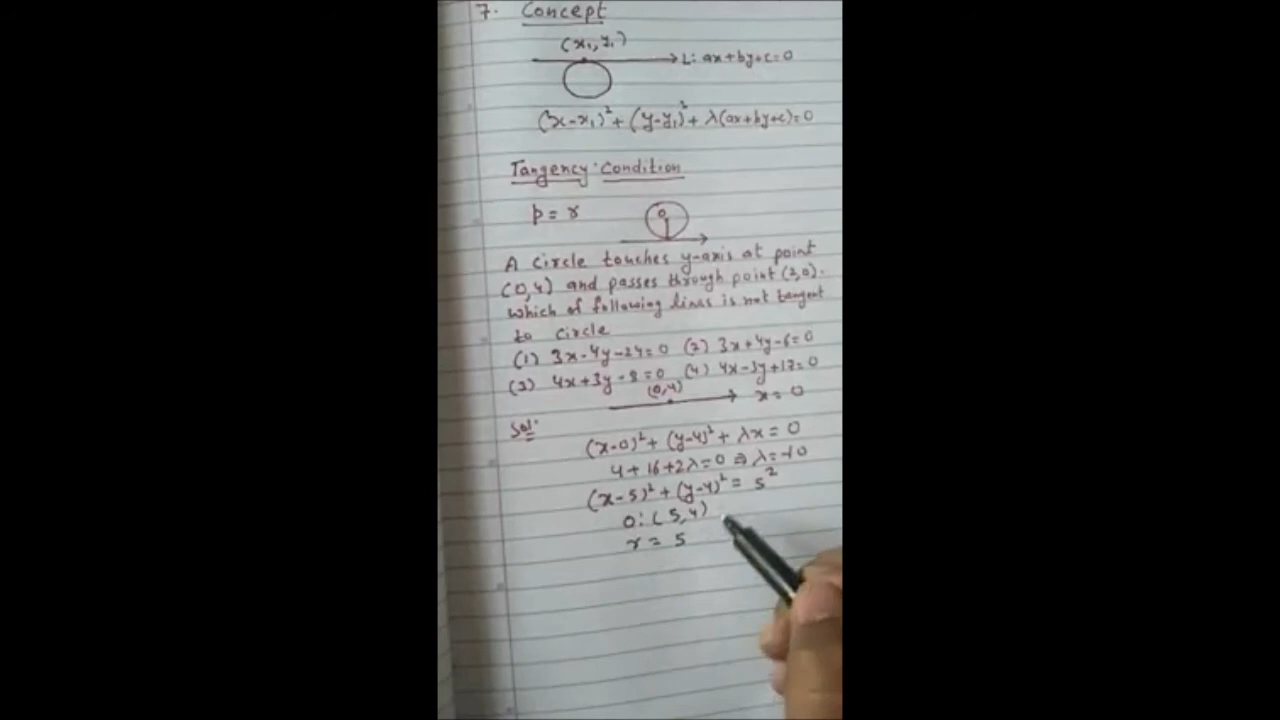 7. Concept
(x₁, y₁)
L: ax+by+c=0
(x-x₁)²+(y-y₁)²+λ(ax+by+c)=0
Tangency Condition
p = r
O
A circle touches y-axis at point
(0,4) and passes through point (2,0).
which of following lines is not tangent
to circle
(1) 3x-4y-24=0 (2) 3x+4y-6=0
(3) 4x+3y-8=0 (4) 4x-3y+17=0
(0,4)
x=0
Sol:
(x-0)²+(y-4)²+λx=0
4+16+2λ=0⇒λ=-10
(x-5)²+(y-4)²=5²
O:(5,4)
r=5